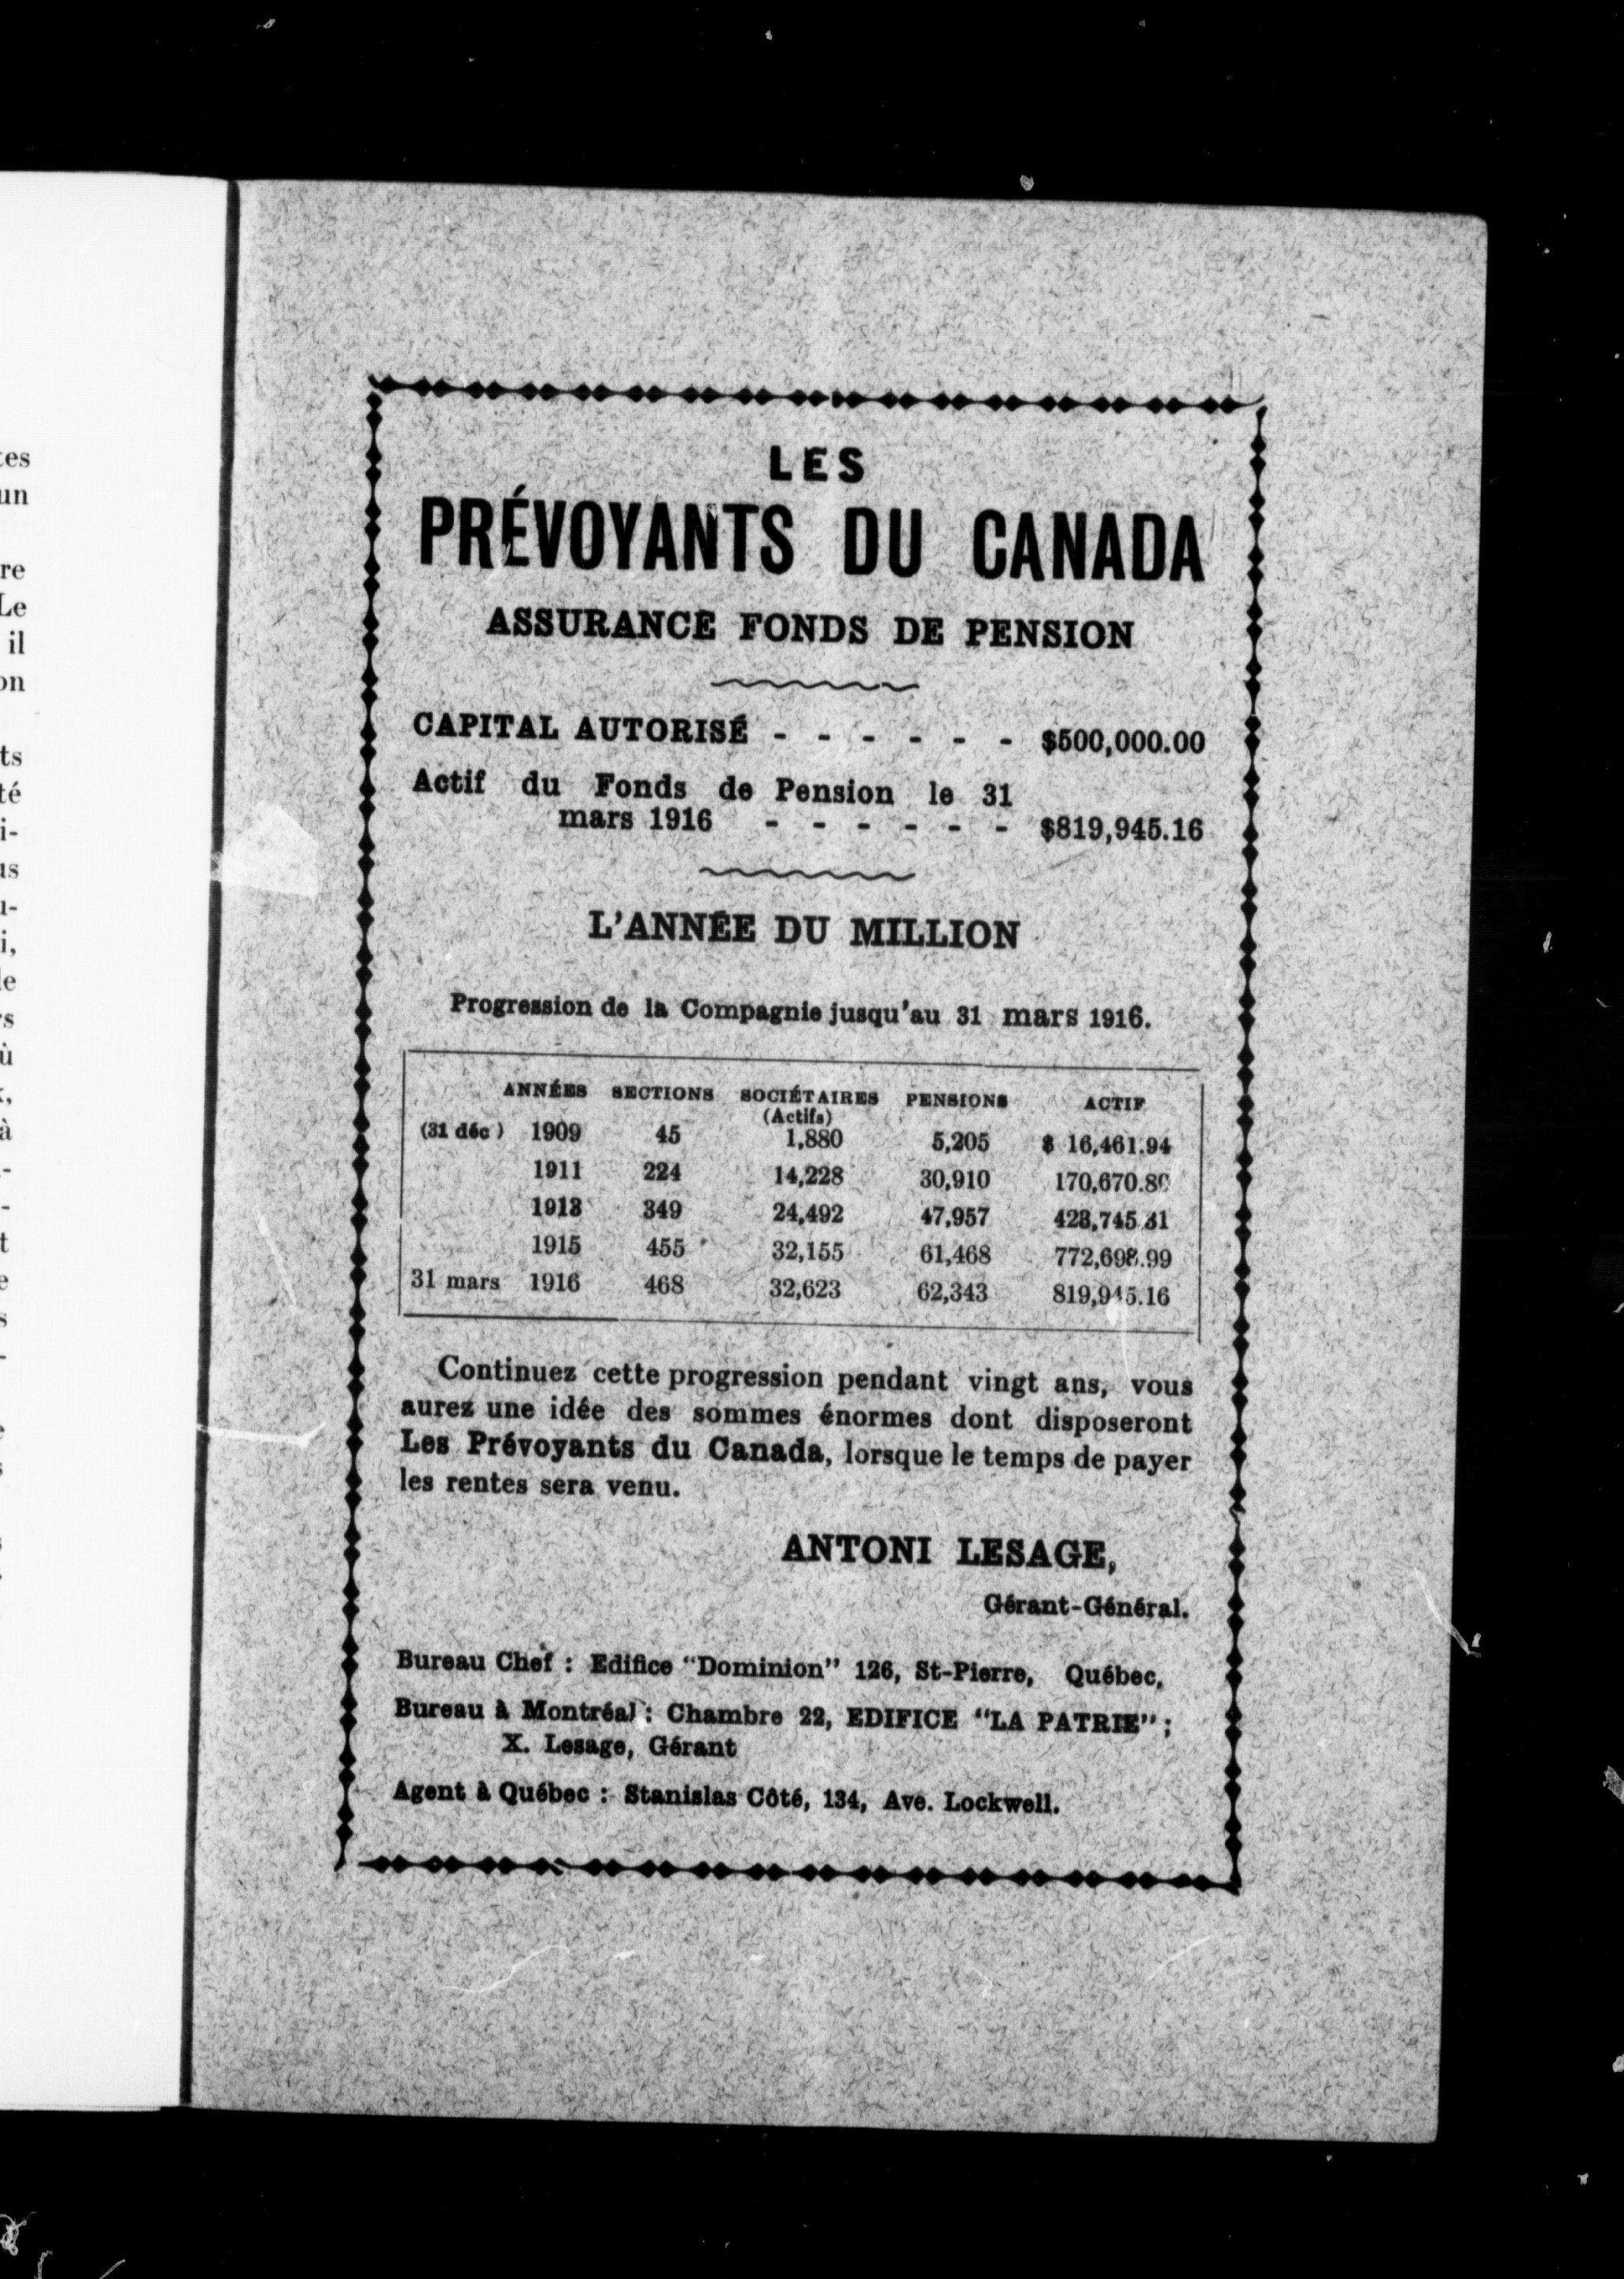 LES
PRÉVOYANTS DU CANADA
ASSURANCE FONDS DE PENSION
CAPITAL AUTORISÉ - - - - - - $500,000.00
Actif du Fonds de Pension le 31
mars 1916 - - - - - - $819,945.16
L'ANNÉE DU MILLION
Progression de la Compagnie jusqu'au 31 mars 1916.
ANNÉES SECTIONS SOCIÉTAIRES PENSIONS ACTIF
(Actifs)
(31 déc) 1909 45 1,880 5,205 $ 16,461.94
1911 224 14,228 30,910
1913 349 24,492 47,957
1915 455 32,155 61,468 772,698.99
31 mars 1916 468 32,623 62,343 819,945.16
Continuez cette progression pendant vingt ans, vous
aurez une idée des sommes énormes dont disposeront
Les Prévoyants du Canada, lorsque le temps de payer
les rentes sera venu.
ANTONI LESAGE,
Gérant-Général.
Bureau Chef : Edifice "Dominion" 126, St-Pierre, Québec,
Bureau à Montréal : Chambre 22, EDIFICE "LA PATRIE" ;
X. Lesage, Gérant
Agent à Québec : Stanislas Côté, 134, Ave. Lockwell.